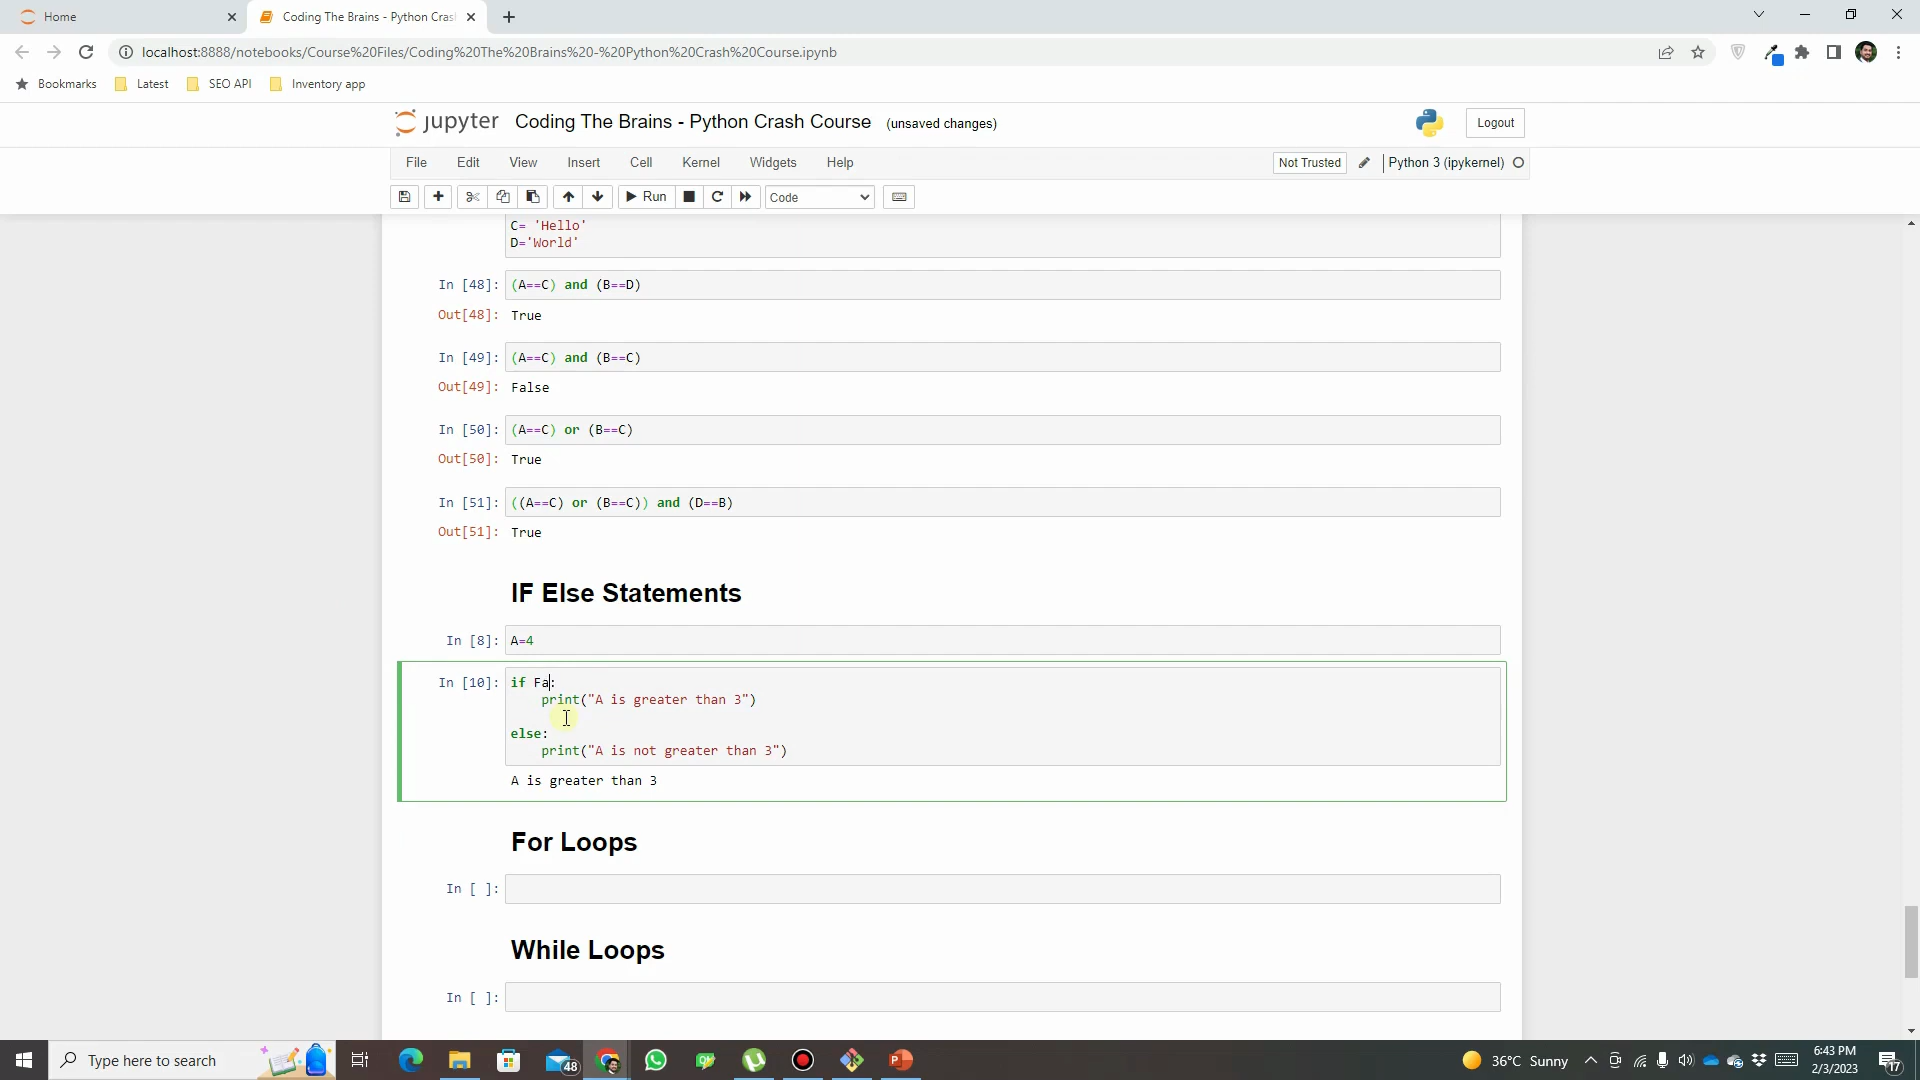 Home
Coding The Brains - Python Cras
localhost:8888/notebooks/Course%20Files/Coding%20The%20Brains%20-%20Python%20Crash%20Course.ipynb
Bookmarks
Latest
SEO API
Inventory app
jupyter
Coding The Brains - Python Crash Course (unsaved changes)
Logout
File Edit View Insert Cell Kernel Widgets Help
Not Trusted
Python 3 (ipykernel)
Run
Code
C= 'Hello'
D='World'
In [48]: (A==C) and (B==D)
Out[48]: True
In [49]: (A==C) and (B==C)
Out[49]: False
In [50]: (A==C) or (B==C)
Out[50]: True
In [51]: ((A==C) or (B==C)) and (D==B)
Out[51]: True
IF Else Statements
In [8]: A=4
In [10]: if Fa:
print("A is greater than 3")
else:
print("A is not greater than 3")
A is greater than 3
For Loops
In [ ]:
While Loops
In [ ]:
Type here to search
48
36°C Sunny
6:43 PM
2/3/2023
17